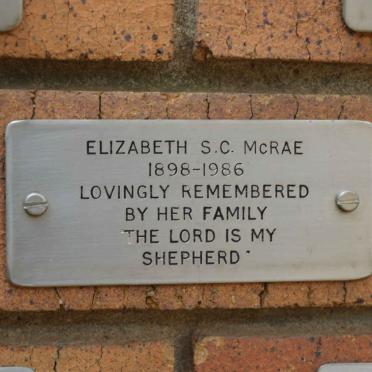 ELIZABETH S.C. McRAE
1898-1986
LOVINGLY REMEMBERED
BY HER FAMILY
"THE LORD IS MY
SHEPHERD"